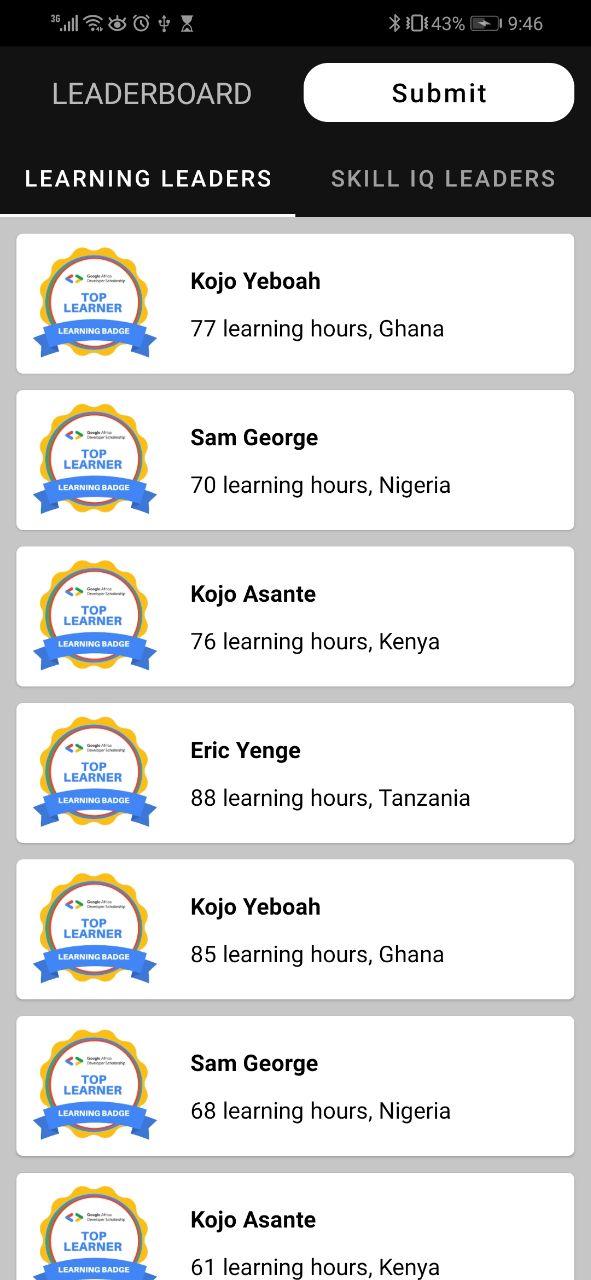 3G 43% 9:46
LEADERBOARD Submit
LEARNING LEADERS SKILL IQ LEADERS
Google Africa
Developer Scholarship
TOP
LEARNER
LEARNING BADGE
Kojo Yeboah
77 learning hours, Ghana
Google Africa
Developer Scholarship
TOP
LEARNER
LEARNING BADGE
Sam George
70 learning hours, Nigeria
Google Africa
Developer Scholarship
TOP
LEARNER
LEARNING BADGE
Kojo Asante
76 learning hours, Kenya
Google Africa
Developer Scholarship
TOP
LEARNER
LEARNING BADGE
Eric Yenge
88 learning hours, Tanzania
Google Africa
Developer Scholarship
TOP
LEARNER
LEARNING BADGE
Kojo Yeboah
85 learning hours, Ghana
Google Africa
Developer Scholarship
TOP
LEARNER
LEARNING BADGE
Sam George
68 learning hours, Nigeria
Google Africa
Developer Scholarship
TOP
LEARNER
LEARNING BADGE
Kojo Asante
61 learning hours, Kenya